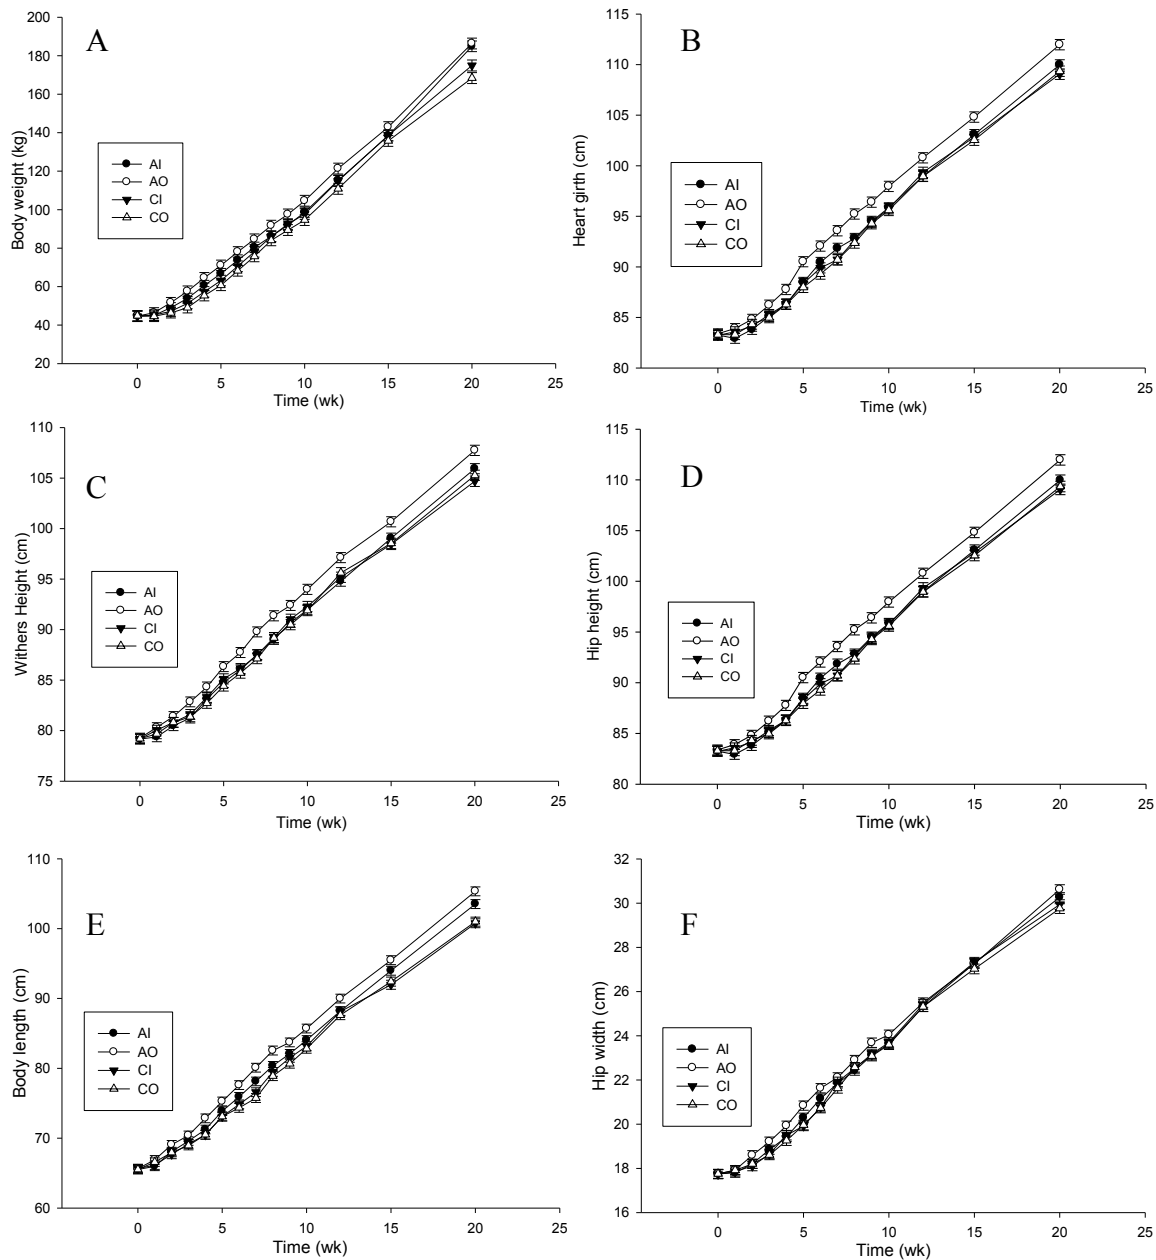 A
Body weight (kg)
200
180
160
140
120
100
80
60
40
20
AI
AO
CI
CO
0 5 10 15 20 25
Time (wk)
B
Heart girth (cm)
115
110
105
100
95
90
85
80
AI
AO
CI
CO
0 5 10 15 20 25
Time (wk)
C
Withers Height (cm)
110
105
100
95
90
85
80
75
AI
AO
CI
CO
0 5 10 15 20 25
Time (wk)
D
Hip height (cm)
115
110
105
100
95
90
85
80
AI
AO
CI
CO
0 5 10 15 20 25
Time (wk)
E
Body length (cm)
110
100
90
80
70
60
AI
AO
CI
CO
0 5 10 15 20 25
Time (wk)
F
Hip width (cm)
32
30
28
26
24
22
20
18
16
AI
AO
CI
CO
0 5 10 15 20 25
Time (wk)